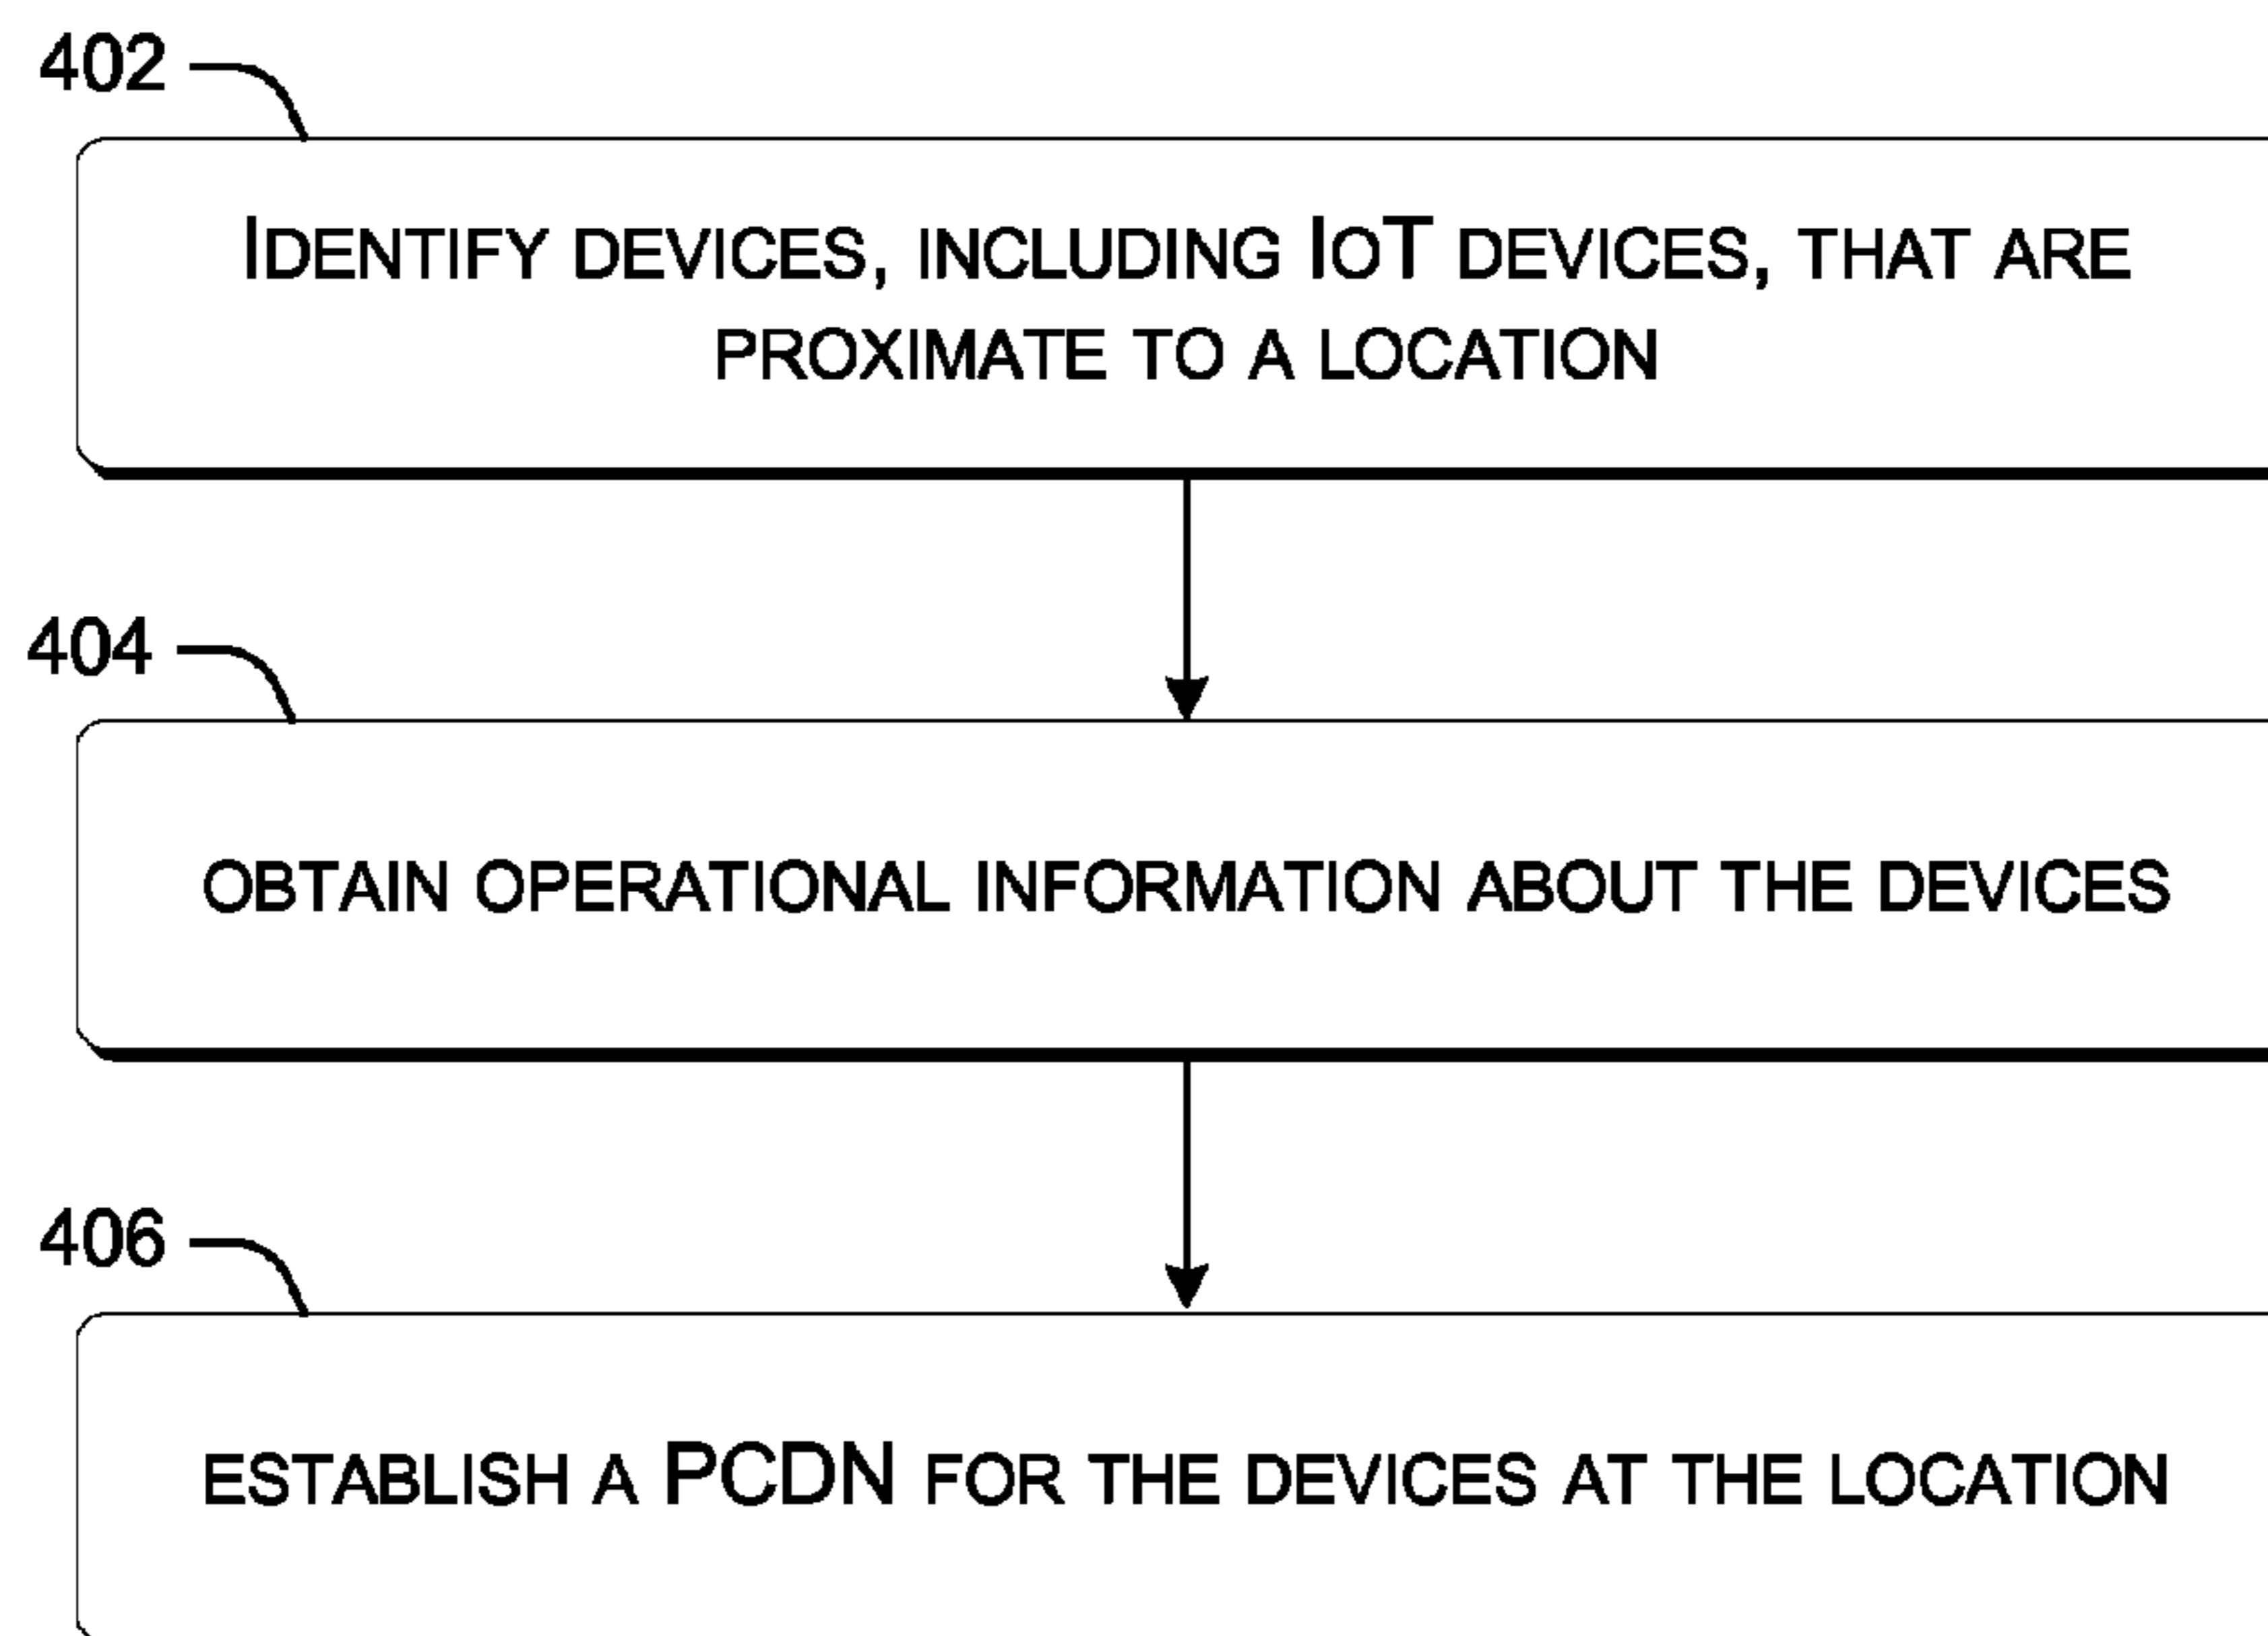 402
IDENTIFY DEVICES, INCLUDING IOT DEVICES, THAT ARE
PROXIMATE TO A LOCATION
404
OBTAIN OPERATIONAL INFORMATION ABOUT THE DEVICES
406
ESTABLISH A PCDN FOR THE DEVICES AT THE LOCATION